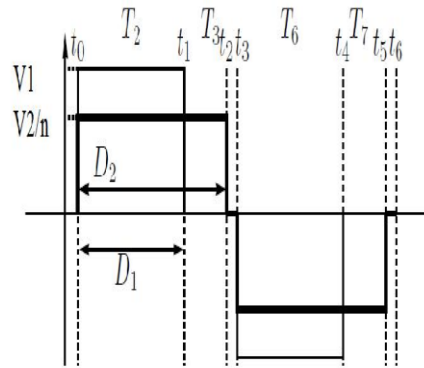 t₀ T₂ t₁ T₃ t₂ t₃ T₆ t₄ T₇ t₅ t₆
V1
V2/n
D₂
D₁